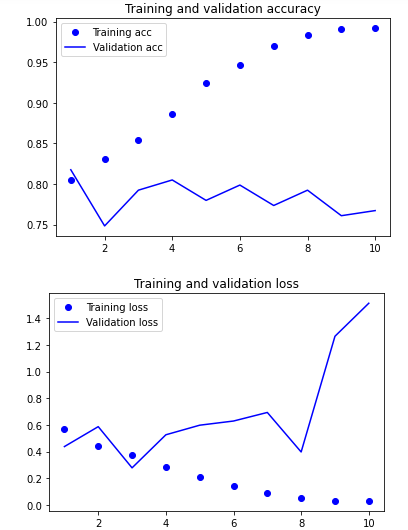 Training and validation accuracy
1.00
Training acc
Validation acc
0.95
0.90
0.85
0.80
0.75
2 4 6 8 10
Training and validation loss
Training loss
Validation loss
1.4
1.2
1.0
0.8
0.6
0.4
0.2
0.0
2 4 6 8 10